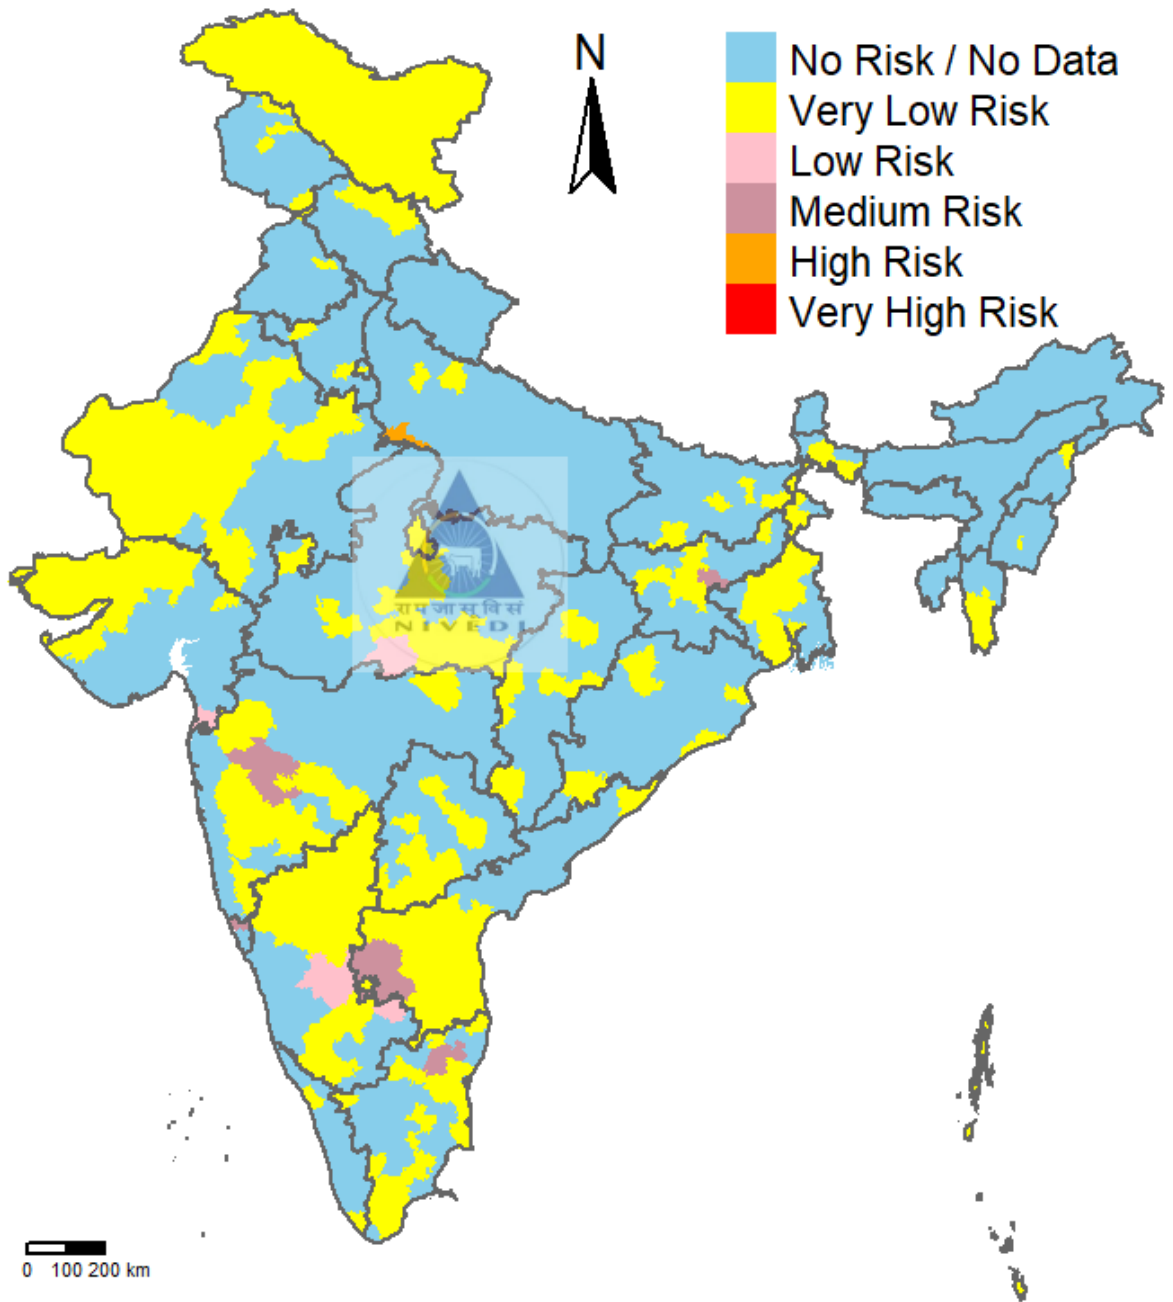 N
No Risk / No Data
Very Low Risk
Low Risk
Medium Risk
High Risk
Very High Risk
रा प जा सू वि सं
NIVEDI
0 100 200 km